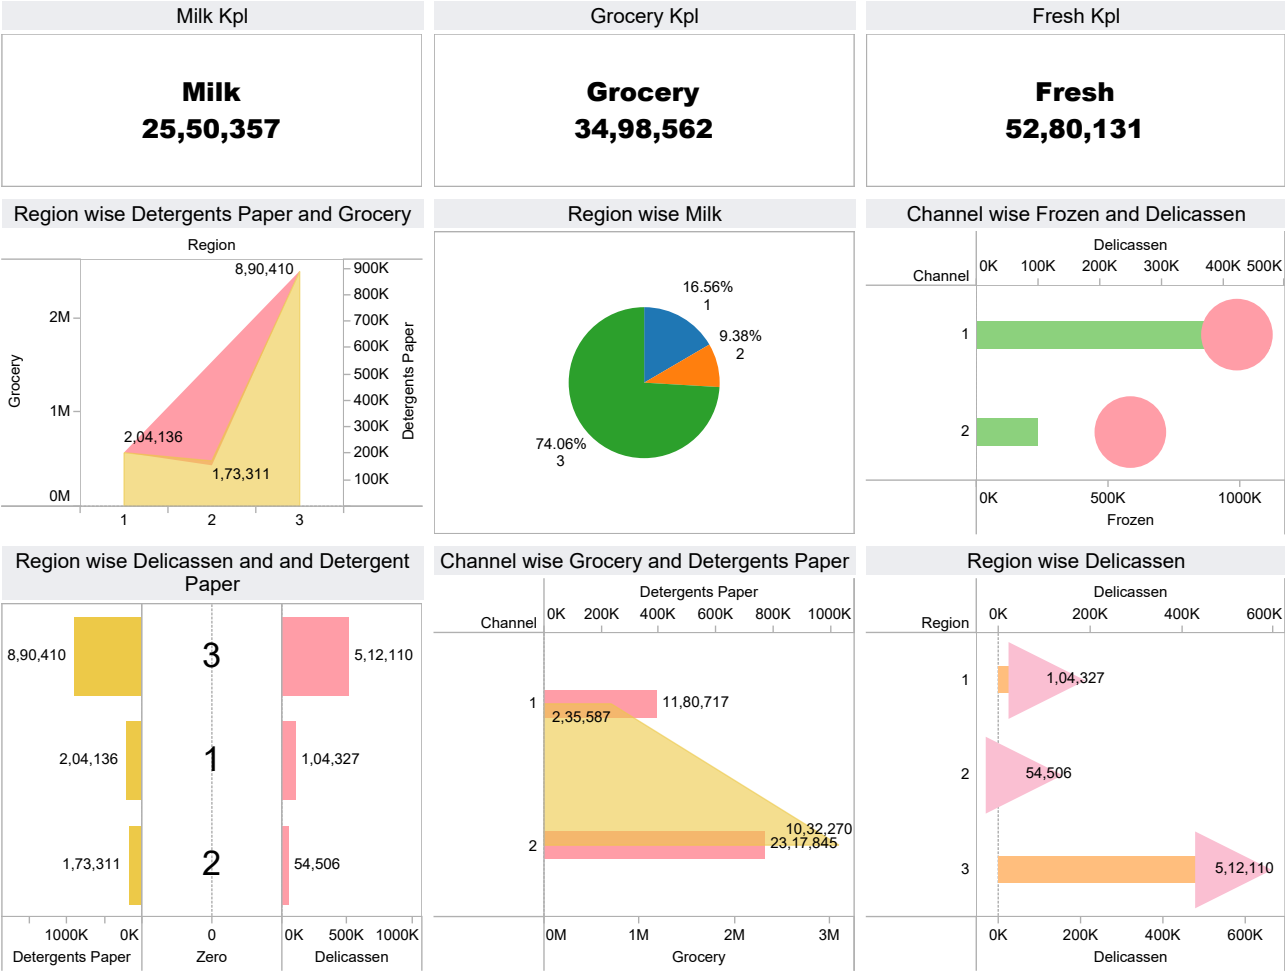 Milk Kpl
Milk
25,50,357
Grocery Kpl
Grocery
34,98,562
Fresh Kpl
Fresh
52,80,131
Region wise Detergents Paper and Grocery
Region
8,90,410
2,04,136
1,73,311
Grocery
2M
1M
0M
Detergents Paper
900K
800K
700K
600K
500K
400K
300K
200K
100K
1
2
3
Region wise Milk
16.56%
1
9.38%
2
74.06%
3
Channel wise Frozen and Delicassen
Delicassen
Channel
0K 100K 200K 300K 400K 500K
1
2
0K 500K 1000K
Frozen
Region wise Delicassen and and Detergent
Paper
8,90,410 3 5,12,110
2,04,136 1 1,04,327
1,73,311 2 54,506
1000K 0K 0 0K 500K 1000K
Detergents Paper Zero Delicassen
Channel wise Grocery and Detergents Paper
Detergents Paper
0K 200K 400K 600K 800K 1000K
Channel
1 11,80,717
2,35,587
10,32,270
2 23,17,845
0M 1M 2M 3M
Grocery
Region wise Delicassen
Delicassen
0K 200K 400K 600K
Region
1 1,04,327
2 54,506
3 5,12,110
0K 200K 400K 600K
Delicassen